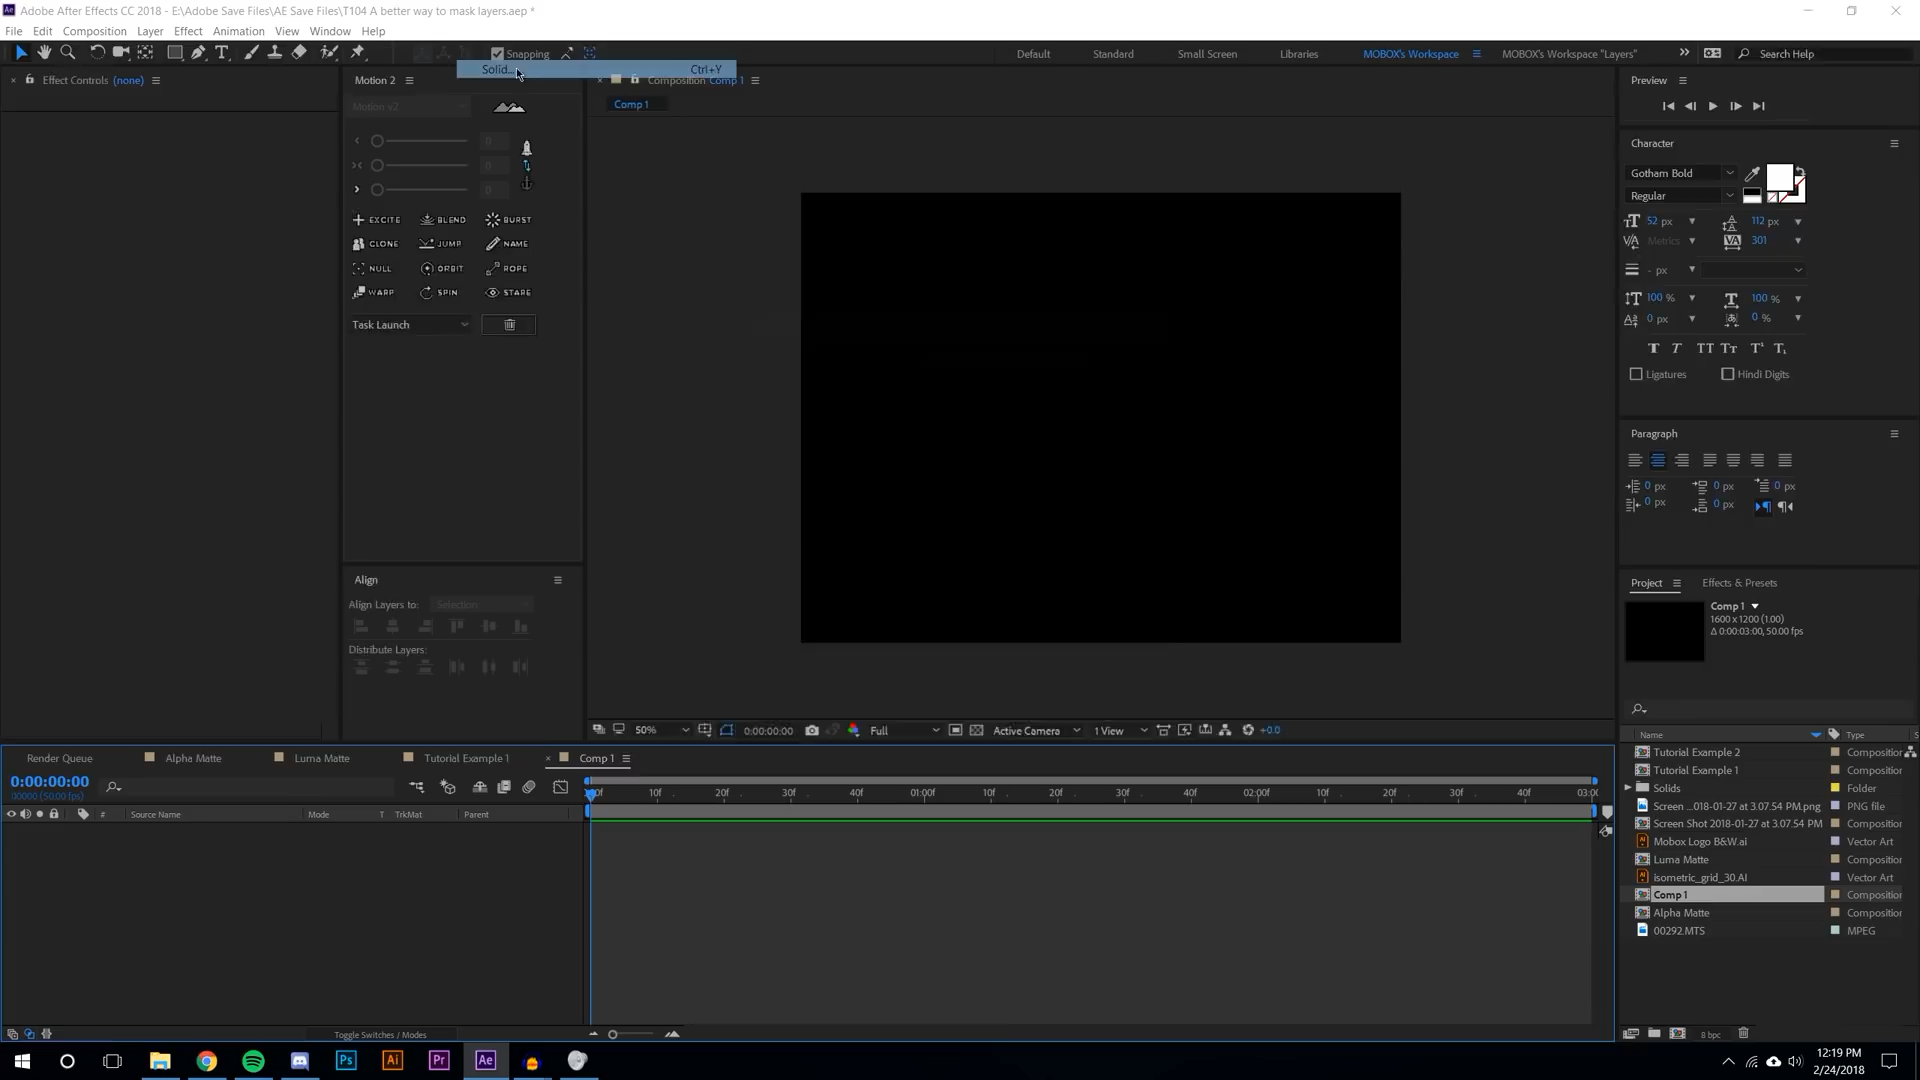 Adobe After Effects CC 2018 - E:\Adobe Save Files\AE Save Files\T104 A better way to mask layers.aep *
File Edit Composition Layer Effect Animation View Window Help
Snapping Default Standard Small Screen Libraries MOBOX's Workspace MOBOX's Workspace "Layers" Search Help
Solid... Ctrl+Y
Effect Controls (none) Motion 2 Composition Comp 1 Preview
Comp 1
Motion v2
0
0
0
EXCITE BLEND BURST
CLONE JUMP NAME
NULL ORBIT ROPE
WARP SPIN STARE
Task Launch
Align
Align Layers to: Selection
Distribute Layers:
Character
Gotham Bold
Regular
52 px 112 px
Metrics 301
- px
100 % 100 %
0 px 0 %
Ligatures Hindi Digits
Paragraph
0 px 0 px 0 px
0 px 0 px
Project Effects & Presets
Comp 1
1600 x 1200 (1.00)
Δ 0:00:03:00, 50.00 fps
Name Type
Tutorial Example 2 Composition
Tutorial Example 1 Composition
Solids Folder
Screen ...018-01-27 at 3.07.54 PM.png PNG file
Screen Shot 2018-01-27 at 3.07.54 PM Composition
Mobox Logo B&W.ai Vector Art
Luma Matte Composition
isometric_grid_30.AI Vector Art
Comp 1 Composition
Alpha Matte Composition
00292.MTS MPEG
8 bpc
50% 0:00:00:00 Full Active Camera 1 View +0.0
Render Queue Alpha Matte Luma Matte Tutorial Example 1 Comp 1
0:00:00:00
00000 (50.00 fps)
:00f 10f 20f 30f 40f 01:00f 10f 20f 30f 40f 02:00f 10f 20f 30f 40f 03:00
# Source Name Mode T TrkMat Parent
Toggle Switches / Modes
Ps Ai Pr Ae
12:19 PM
2/24/2018